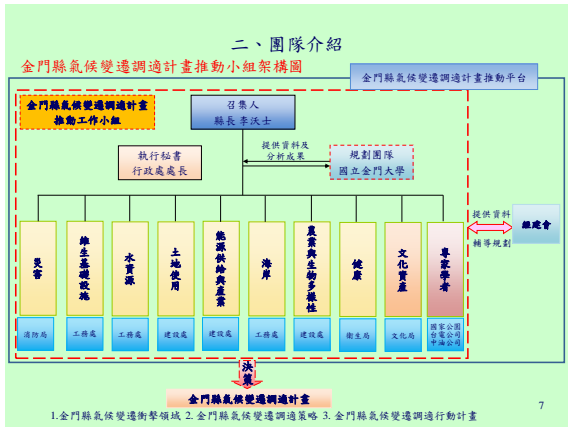 二、團隊介紹
金門縣氣候變遷調適計畫推動小組架構圖
金門縣氣候變遷調適計畫推動平台
金門縣氣候變遷調適計畫
推動工作小組
召集人
縣長 李沃士
執行秘書
行政處處長
提供資料及
分析成果
規劃團隊
國立金門大學
災害
維生基礎設施
水資源
土地使用
能源供給與產業
海岸
農業與生物多樣性
健康
文化資產
專家學者
消防局
工務處
工務處
建設處
建設處
工務處
建設處
衛生局
文化局
國家公園
台電公司
中油公司
提供資料
輔導規劃
經建會
決策
金門縣氣候變遷調適計畫
1.金門縣氣候變遷衝擊領域 2.金門縣氣候變遷調適策略 3. 金門縣氣候變遷調適行動計畫
7